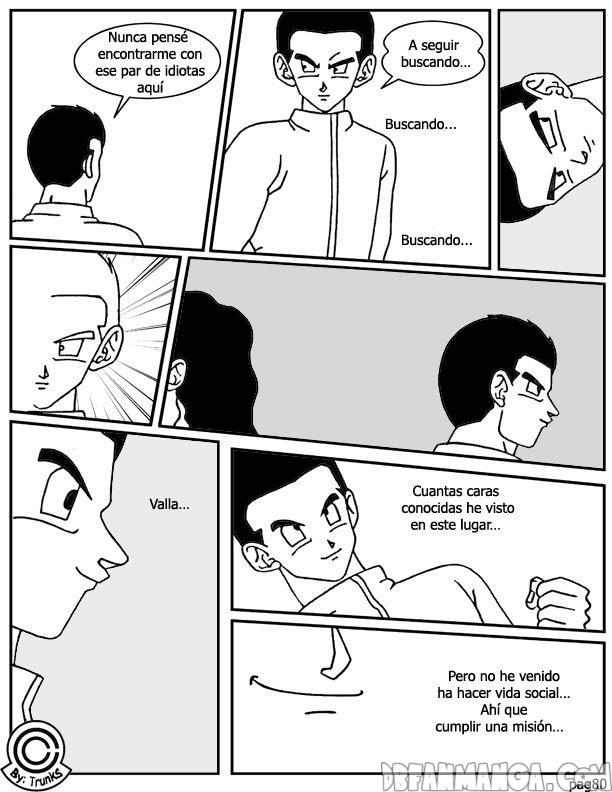 Nunca pensé
encontrarme con
ese par de idiotas
aquí
A seguir
buscando...
Buscando...
Buscando...
Valla...
Cuantas caras
conocidas he visto
en este lugar...
Pero no he venido
ha hacer vida social...
Ahí que
cumplir una misión...
By: Trunks
DBFANMANGA.COM
pag80